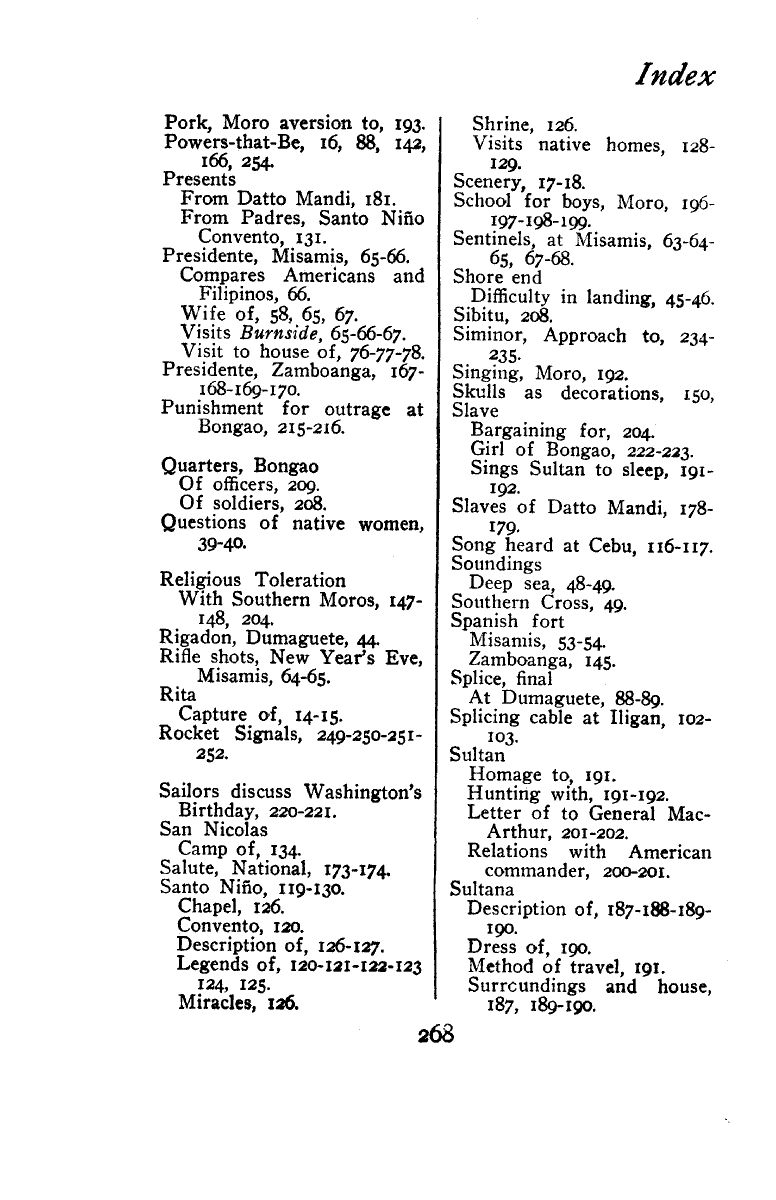 Index
Pork, Moro aversion to, 193.
Powers-that-Be, 16, 88, 142,
166, 254.
Presents
From Datto Mandi, 181.
From Padres, Santo Niño
Convento, 131.
Presidente, Misamis, 65-66.
Compares Americans and
Filipinos, 66.
Wife of, 58, 65, 67.
Visits Burnside, 65-66-67.
Visit to house of, 76-77-78.
Presidente, Zamboanga, 167-
168-169-170.
Punishment for outrage at
Bongao, 215-216.
Quarters, Bongao
Of officers, 209.
Of soldiers, 208.
Questions of native women,
39-40.
Religious Toleration
With Southern Moros, 147-
148, 204.
Rigadon, Dumaguete, 44.
Rifle shots, New Year's Eve,
Misamis, 64-65.
Rita
Capture of, 14-15.
Rocket Signals, 249-250-251-
252.
Sailors discuss Washington's
Birthday, 220-221.
San Nicolas
Camp of, 134.
Salute, National, 173-174.
Santo Niño, 119-130.
Chapel, 126.
Convento, 120.
Description of, 126-127.
Legends of, 120-121-122-123
124, 125.
Miracles, 126.
Shrine, 126.
Visits native homes, 128-
129.
Scenery, 17-18.
School for boys, Moro, 196-
197-198-199.
Sentinels, at Misamis, 63-64-
65, 67-68.
Shore end
Difficulty in landing, 45-46.
Sibitu, 208.
Siminor, Approach to, 234-
235.
Singing, Moro, 192.
Skulls as decorations, 150,
Slave
Bargaining for, 204.
Girl of Bongao, 222-223.
Sings Sultan to sleep, 191-
192.
Slaves of Datto Mandi, 178-
179.
Song heard at Cebu, 116-117.
Soundings
Deep sea, 48-49.
Southern Cross, 49.
Spanish fort
Misamis, 53-54.
Zamboanga, 145.
Splice, final
At Dumaguete, 88-89.
Splicing cable at Iligan, 102-
103.
Sultan
Homage to, 191.
Hunting with, 191-192.
Letter of to General Mac-
Arthur, 201-202.
Relations with American
commander, 200-201.
Sultana
Description of, 187-188-189-
190.
Dress of, 190.
Method of travel, 191.
Surroundings and house,
187, 189-190.
268